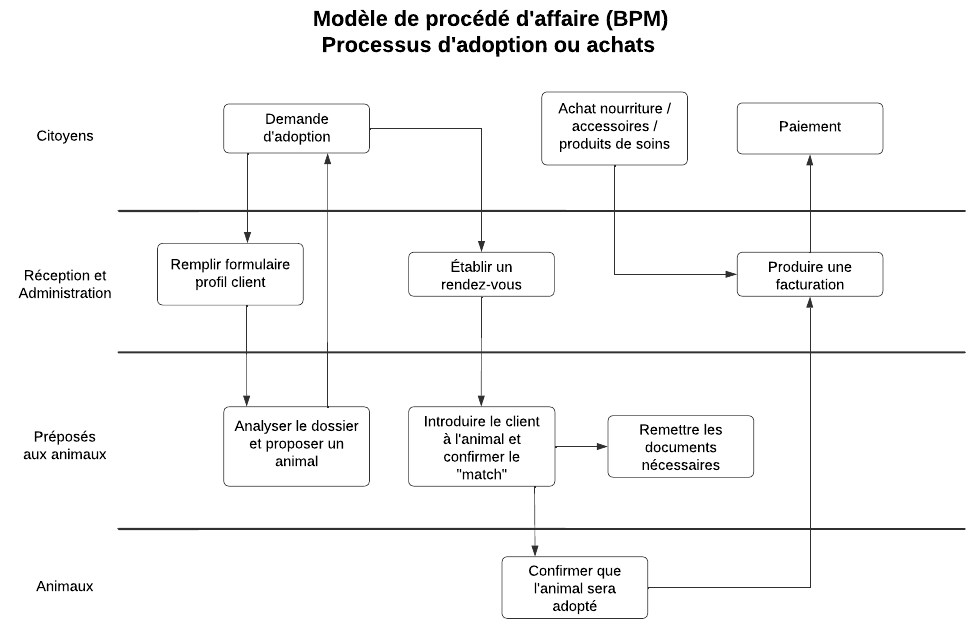 Modèle de procédé d'affaire (BPM)
Processus d'adoption ou achats
Citoyens
Demande
d'adoption
Achat nourriture /
accessoires /
produits de soins
Paiement
Réception et
Administration
Remplir formulaire
profil client
Établir un
rendez-vous
Produire une
facturation
Préposés
aux animaux
Analyser le dossier
et proposer un
animal
Introduire le client
à l'animal et
confirmer le
"match"
Remettre les
documents
nécessaires
Animaux
Confirmer que
l'animal sera
adopté